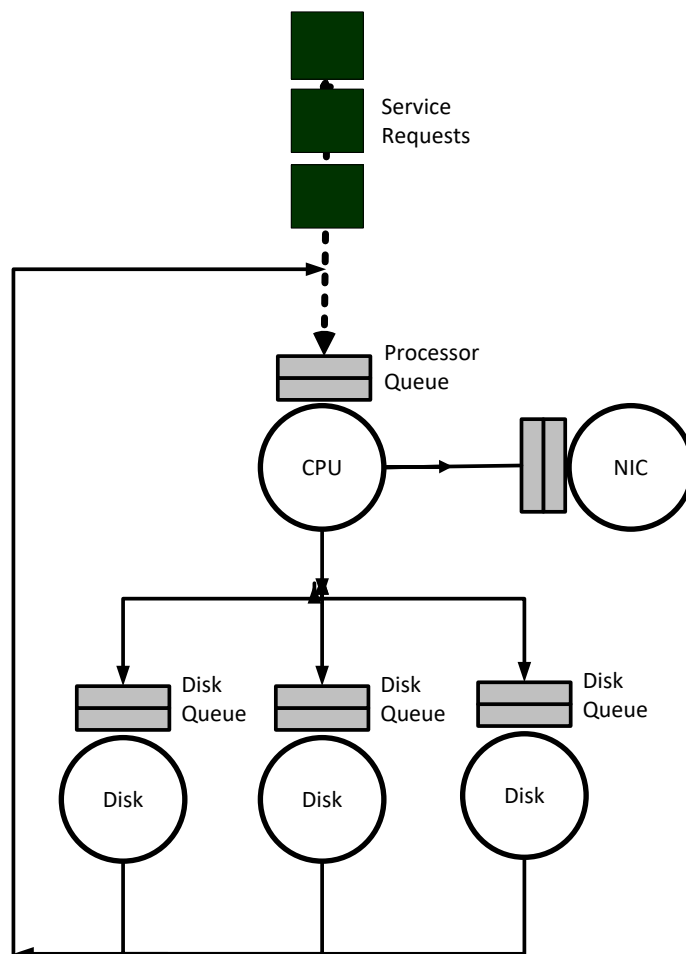 Service
Requests
Processor
Queue
CPU
NIC
Disk
Queue
Disk
Queue
Disk
Queue
Disk
Disk
Disk